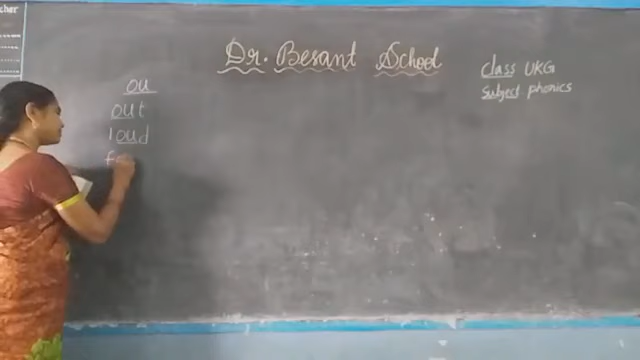 Dr. Besant School
class UKG
Subject phonics
ou
out
loud
f